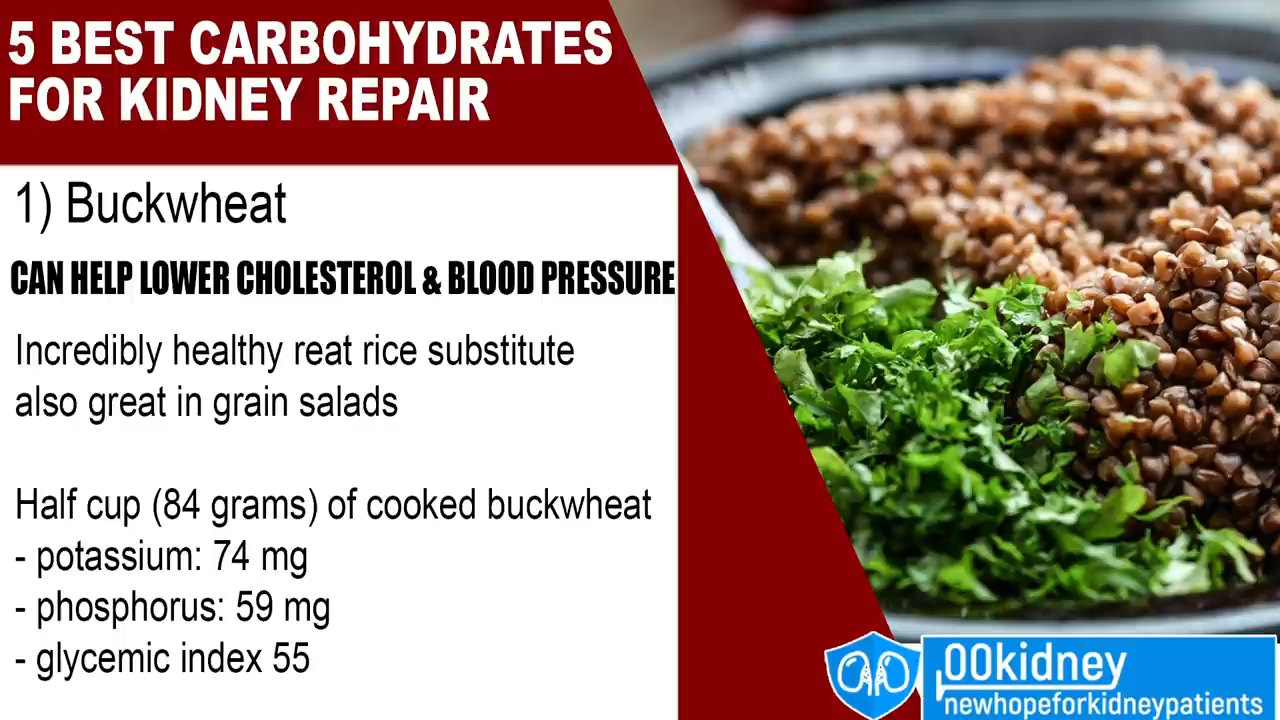 5 BEST CARBOHYDRATES
FOR KIDNEY REPAIR
1) Buckwheat
CAN HELP LOWER CHOLESTEROL & BLOOD PRESSURE
Incredibly healthy reat rice substitute
also great in grain salads
Half cup (84 grams) of cooked buckwheat
- potassium: 74 mg
- phosphorus: 59 mg
- glycemic index 55
00kidney
newhopeforkidneypatients